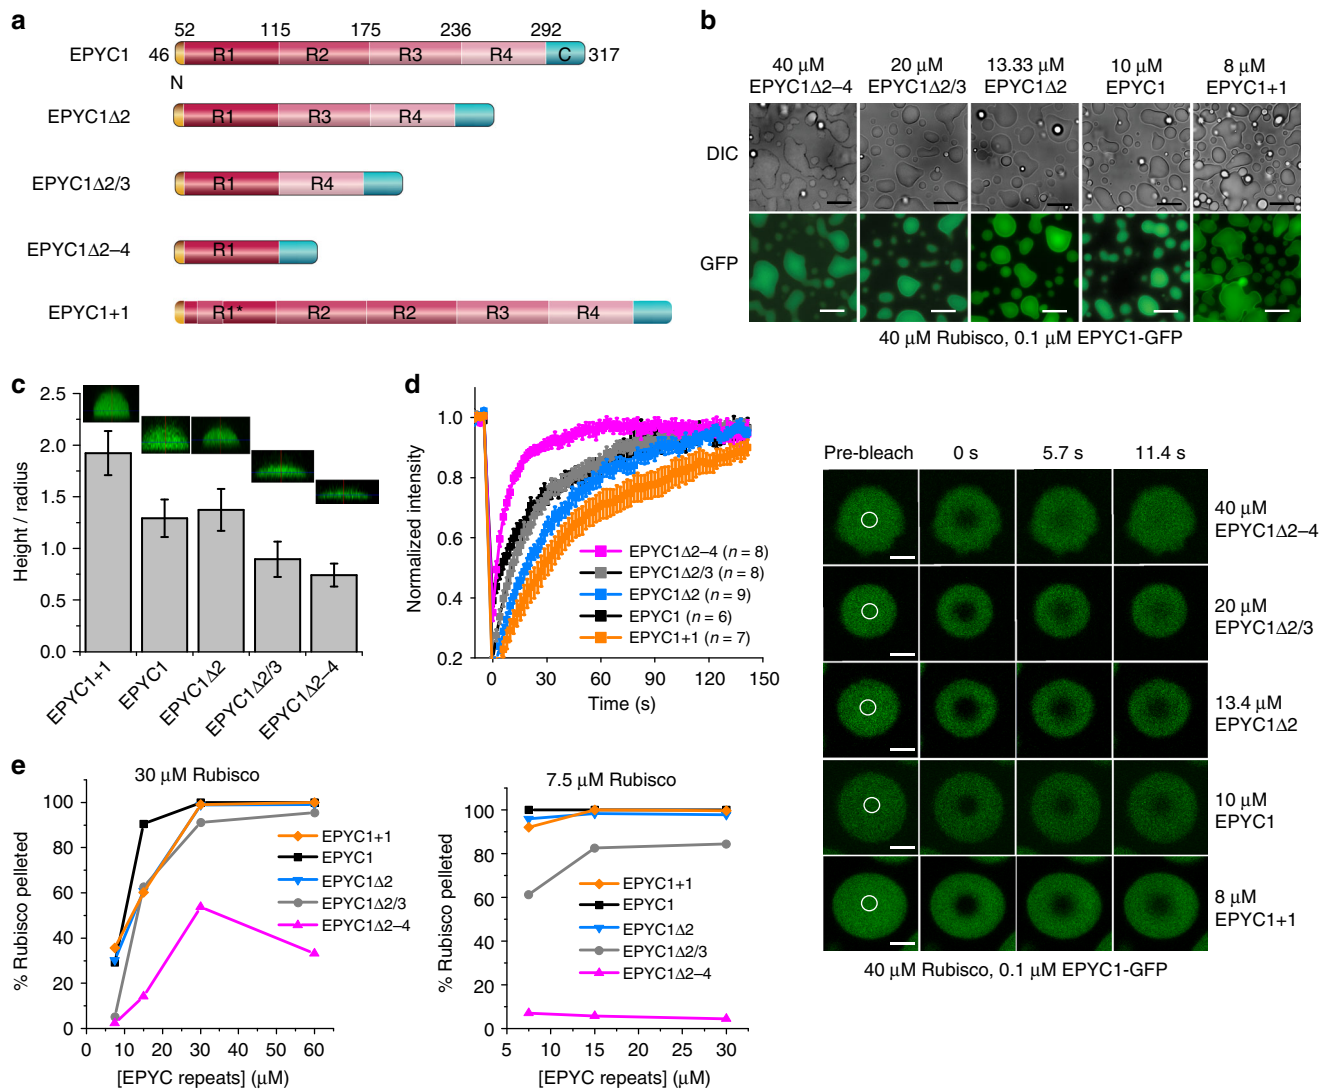 a
52 115 175 236 292
EPYC1 46 R1 R2 R3 R4 C 317
N
EPYC1Δ2 R1 R3 R4
EPYC1Δ2/3 R1 R4
EPYC1Δ2–4 R1
EPYC1+1 R1* R2 R2 R3 R4
b
40 μM 20 μM 13.33 μM 10 μM 8 μM
EPYC1Δ2–4 EPYC1Δ2/3 EPYC1Δ2 EPYC1 EPYC1+1
DIC
GFP
40 μM Rubisco, 0.1 μM EPYC1-GFP
c
Height / radius
2.5
2.0
1.5
1.0
0.5
0.0
EPYC1+1 EPYC1 EPYC1Δ2 EPYC1Δ2/3 EPYC1Δ2–4
d
Normalized intensity
1.0
0.8
0.6
0.4
0.2
EPYC1Δ2–4 (n = 8)
EPYC1Δ2/3 (n = 8)
EPYC1Δ2 (n = 9)
EPYC1 (n = 6)
EPYC1+1 (n = 7)
0 30 60 90 120 150
Time (s)
Pre-bleach 0 s 5.7 s 11.4 s
40 μM
EPYC1Δ2–4
20 μM
EPYC1Δ2/3
13.4 μM
EPYC1Δ2
10 μM
EPYC1
8 μM
EPYC1+1
40 μM Rubisco, 0.1 μM EPYC1-GFP
e
30 μM Rubisco
% Rubisco pelleted
100
80
60
40
20
0
EPYC1+1
EPYC1
EPYC1Δ2
EPYC1Δ2/3
EPYC1Δ2–4
0 10 20 30 40 50 60
[EPYC repeats] (μM)
7.5 μM Rubisco
% Rubisco pelleted
100
80
60
40
20
0
EPYC1+1
EPYC1
EPYC1Δ2
EPYC1Δ2/3
EPYC1Δ2–4
5 10 15 20 25 30
[EPYC repeats] (μM)